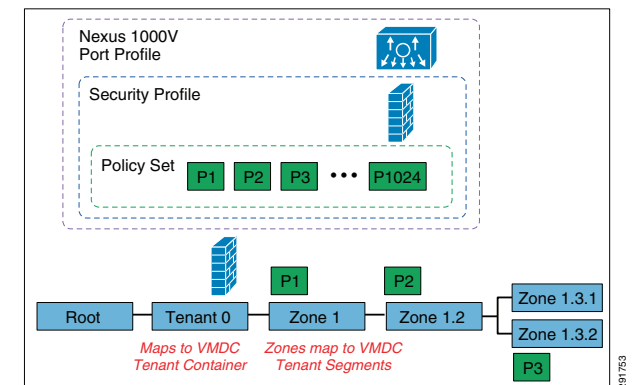 Nexus 1000V
Port Profile
Security Profile
Policy Set
P1
P2
P3
•••
P1024
P1
P2
Root
Tenant 0
Zone 1
Zone 1.2
Zone 1.3.1
Zone 1.3.2
Maps to VMDC
Tenant Container
Zones map to VMDC
Tenant Segments
P3
291753